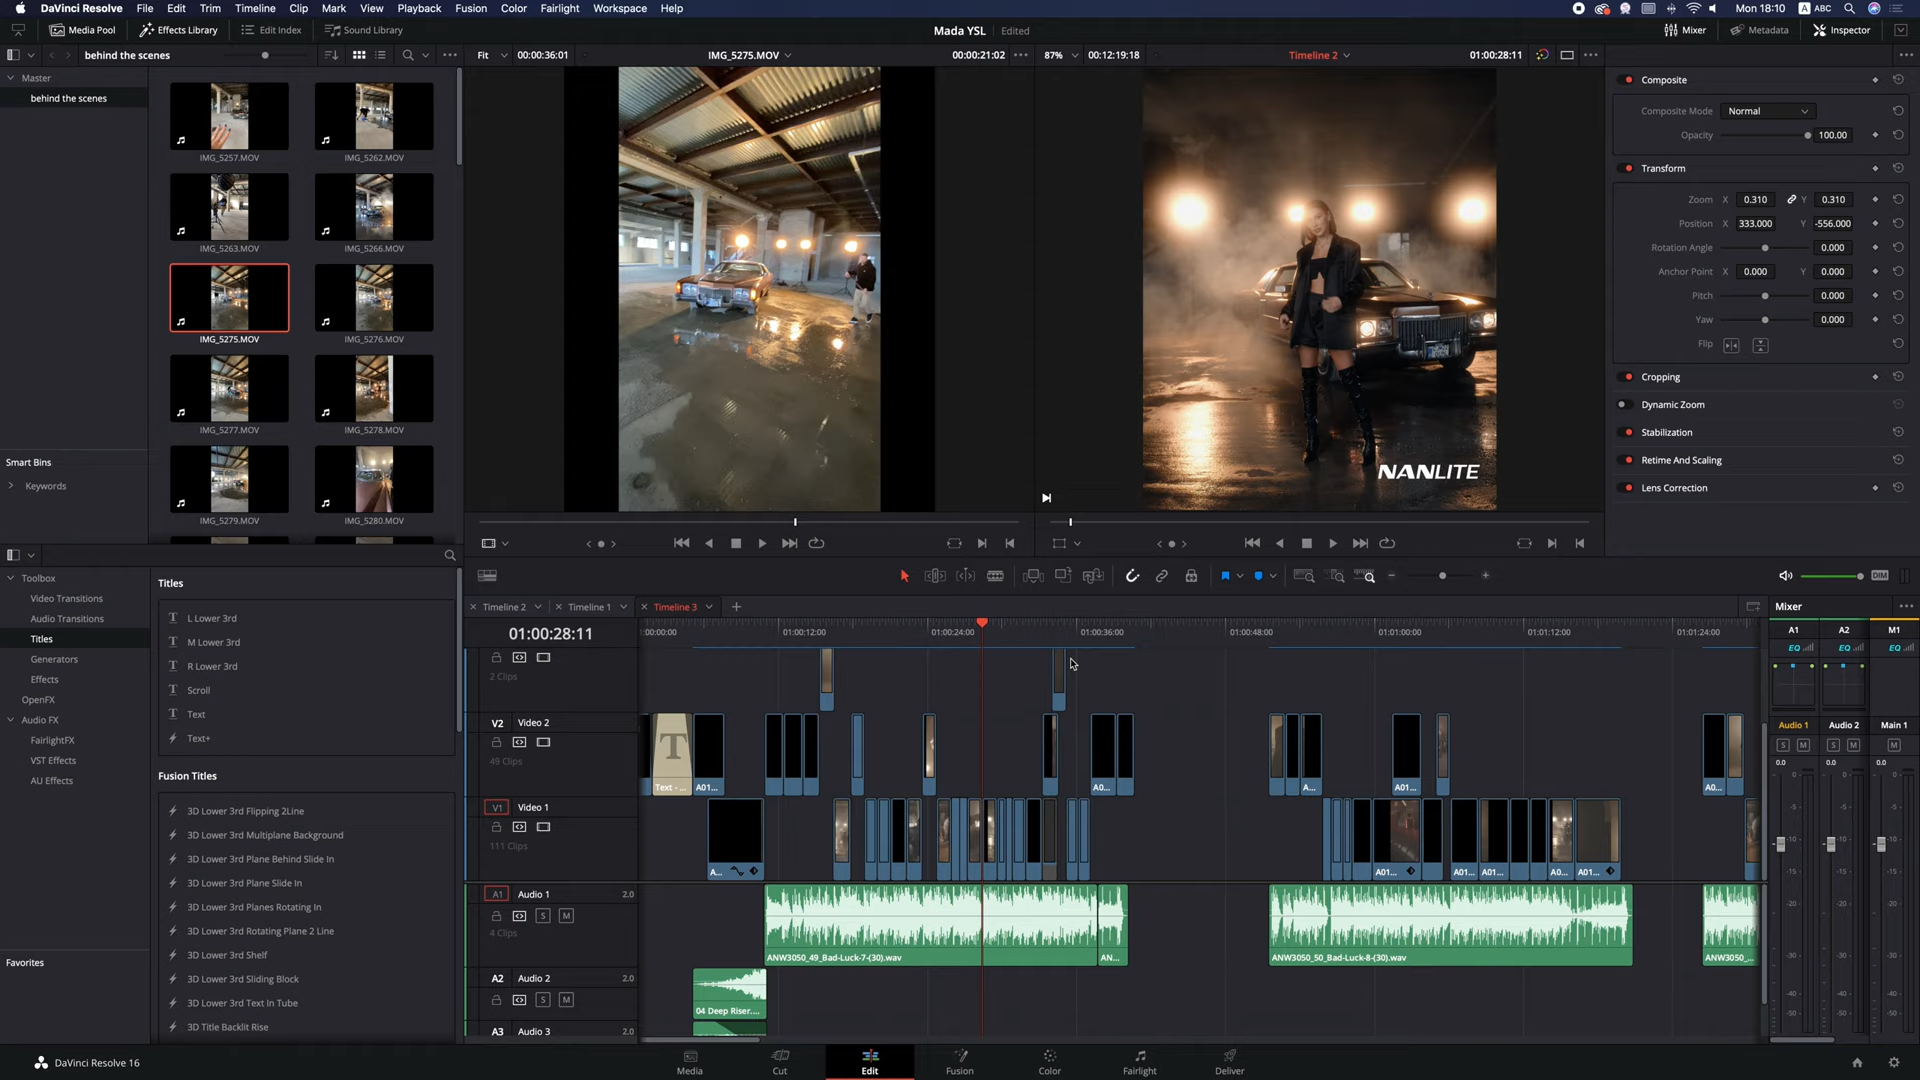 DaVinci Resolve File Edit Trim Timeline Clip Mark View Playback Fusion Color Fairlight Workspace Help
A ABC Mon 18:10
Media Pool Effects Library Edit Index Sound Library
Mada YSL Edited
Mixer Metadata Inspector
behind the scenes
Fit 00:00:36:01 IMG_5275.MOV 00:00:21:02
87% 00:12:19:18 Timeline 2 01:00:28:11
Master
behind the scenes
IMG_5257.MOV IMG_5262.MOV
IMG_5263.MOV IMG_5266.MOV
IMG_5275.MOV IMG_5276.MOV
IMG_5277.MOV IMG_5278.MOV
IMG_5279.MOV IMG_5280.MOV
Smart Bins
Keywords
NANLITE
Composite
Composite Mode Normal
Opacity 100.00
Transform
Zoom X 0.310 Y 0.310
Position X 333.000 Y -556.000
Rotation Angle 0.000
Anchor Point X 0.000 Y 0.000
Pitch 0.000
Yaw 0.000
Flip
Cropping
Dynamic Zoom
Stabilization
Retime And Scaling
Lens Correction
Toolbox
Video Transitions
Audio Transitions
Titles
Generators
Effects
OpenFX
Audio FX
FairlightFX
VST Effects
AU Effects
Favorites
Titles
L Lower 3rd
M Lower 3rd
R Lower 3rd
Scroll
Text
Text+
Fusion Titles
3D Lower 3rd Flipping 2Line
3D Lower 3rd Multiplane Background
3D Lower 3rd Plane Behind Slide In
3D Lower 3rd Plane Slide In
3D Lower 3rd Planes Rotating In
3D Lower 3rd Rotating Plane 2 Line
3D Lower 3rd Shelf
3D Lower 3rd Sliding Block
3D Lower 3rd Text In Tube
3D Title Backlit Rise
DIM
Timeline 2 Timeline 1 Timeline 3
01:00:28:11
:00:00:00 01:00:12:00 01:00:24:00 01:00:36:00 01:00:48:00 01:01:00:00 01:01:12:00 01:01:24:00
2 Clips
V2 Video 2
49 Clips
Text - ... A01... A0... A... A01... A0...
V1 Video 1
111 Clips
A... A01... A01... A01... A0... A01...
A1 Audio 1 2.0
S M
4 Clips
ANW3050_49_Bad-Luck-7-(30).wav AN... ANW3050_50_Bad-Luck-8-(30).wav ANW3050_...
A2 Audio 2 2.0
S M
04 Deep Riser....
A3 Audio 3 2.0
Mixer
A1 A2 M1
EQ EQ EQ
Audio 1 Audio 2 Main 1
S M S M M
0.0 0.0 0.0
DaVinci Resolve 16
Media Cut Edit Fusion Color Fairlight Deliver